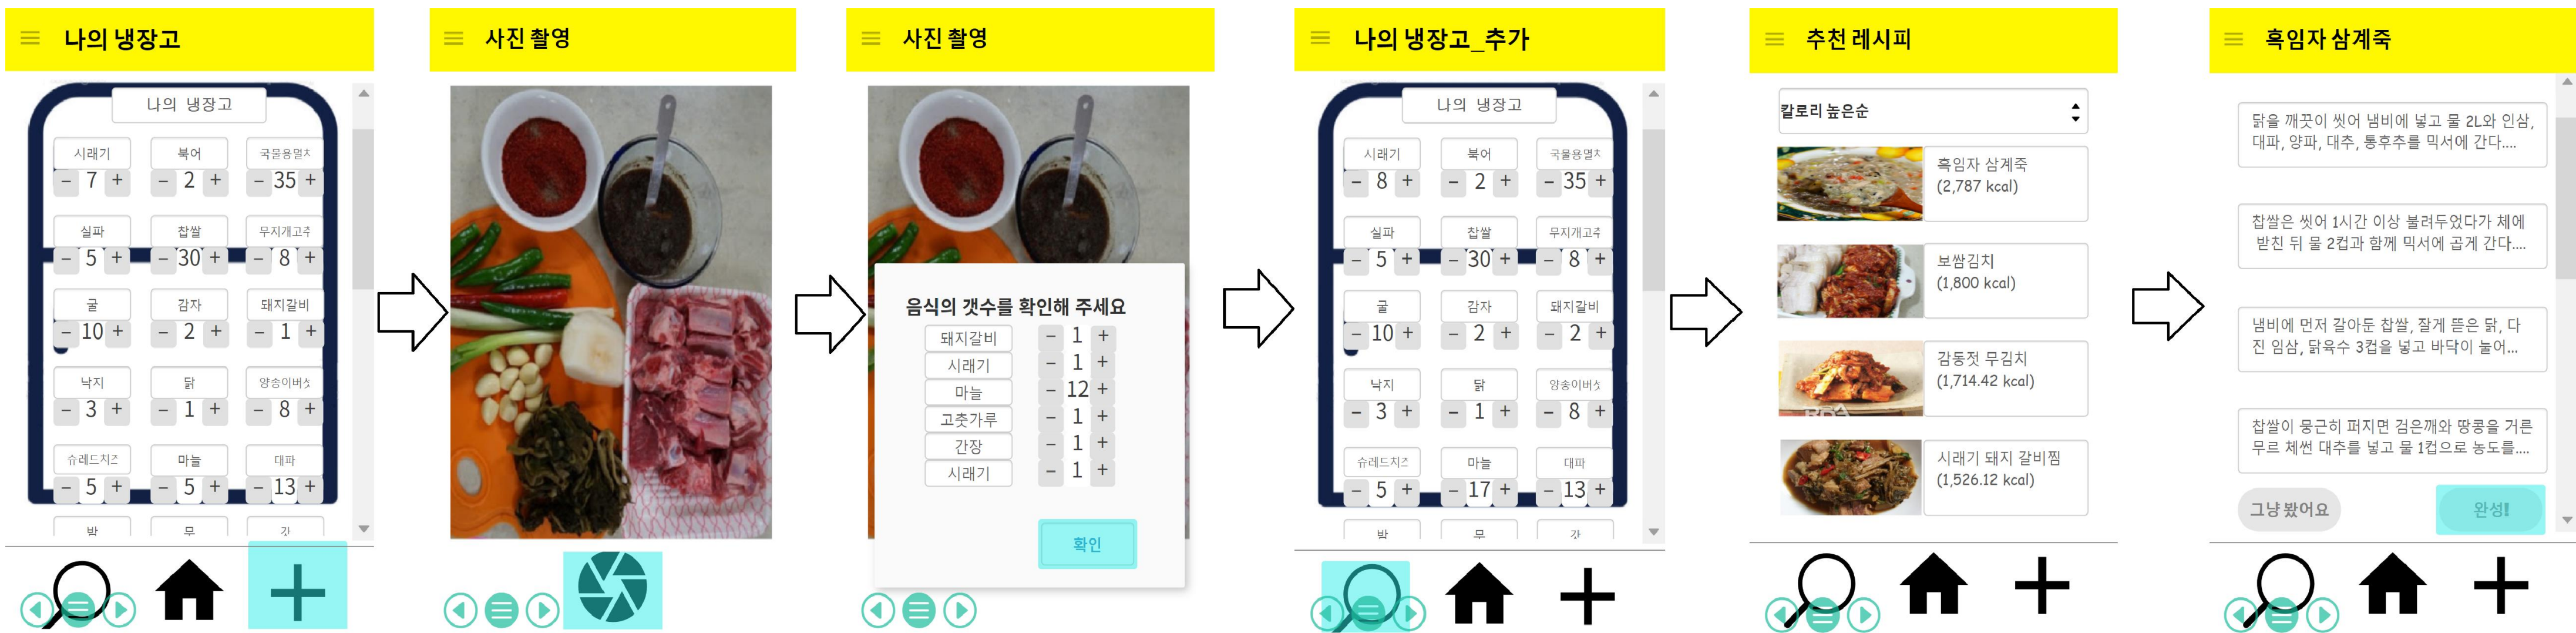 나의 냉장고
나의 냉장고
시래기 북어 국물용멸치
- 7 + - 2 + - 35 +
실파 찹쌀 무지개고추
- 5 + - 30 + - 8 +
굴 감자 돼지갈비
- 10 + - 2 + - 1 +
낙지 닭 양송이버섯
- 3 + - 1 + - 8 +
슈레드치즈 마늘 대파
- 5 + - 5 + - 13 +
밤 무 갓
사진 촬영
사진 촬영
음식의 갯수를 확인해 주세요
돼지갈비 - 1 +
시래기 - 1 +
마늘 - 12 +
고춧가루 - 1 +
간장 - 1 +
시래기 - 1 +
확인
나의 냉장고_추가
나의 냉장고
시래기 북어 국물용멸치
- 8 + - 2 + - 35 +
실파 찹쌀 무지개고추
- 5 + - 30 + - 8 +
굴 감자 돼지갈비
- 10 + - 2 + - 2 +
낙지 닭 양송이버섯
- 3 + - 1 + - 8 +
슈레드치즈 마늘 대파
- 5 + - 17 + - 13 +
밤 무 갓
추천 레시피
칼로리 높은순
흑임자 삼계죽
(2,787 kcal)
보쌈김치
(1,800 kcal)
감동젓 무김치
(1,714.42 kcal)
시래기 돼지 갈비찜
(1,526.12 kcal)
흑임자 삼계죽
닭을 깨끗이 씻어 냄비에 넣고 물 2L와 인삼,
대파, 양파, 대추, 통후추를 믹서에 간다....
찹쌀은 씻어 1시간 이상 불려두었다가 체에
받친 뒤 물 2컵과 함께 믹서에 곱게 간다....
냄비에 먼저 갈아둔 찹쌀, 잘게 뜯은 닭, 다
진 인삼, 닭육수 3컵을 넣고 바닥이 눌어...
찹쌀이 뭉근히 퍼지면 검은깨와 땅콩을 거른
무르 체썬 대추를 넣고 물 1컵으로 농도를....
그냥 봤어요 완성!!